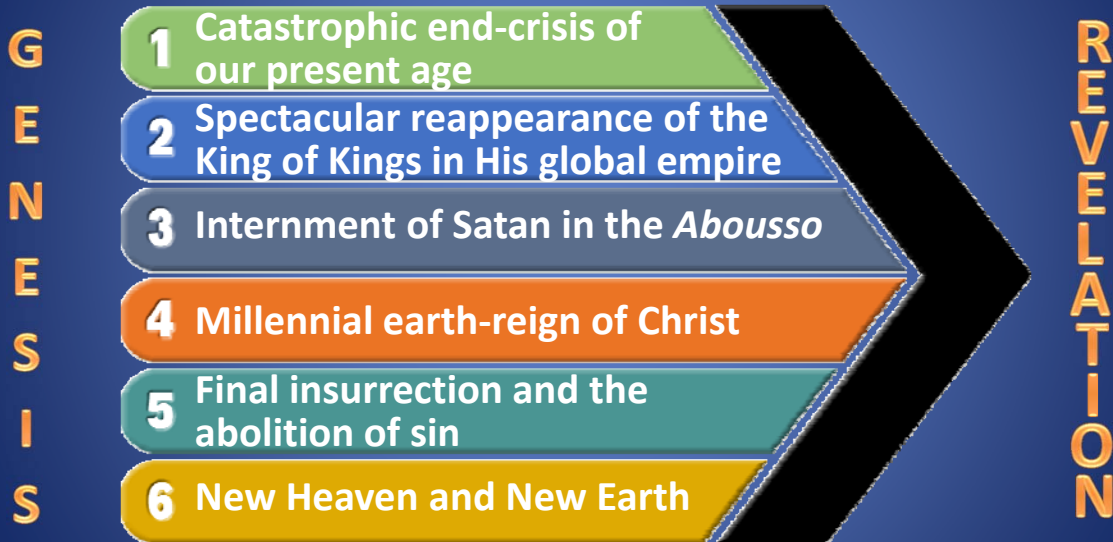 GENESIS
1 Catastrophic end-crisis of
our present age
2 Spectacular reappearance of the
King of Kings in His global empire
3 Internment of Satan in the Abousso
4 Millennial earth-reign of Christ
5 Final insurrection and the
abolition of sin
6 New Heaven and New Earth
REVELATION